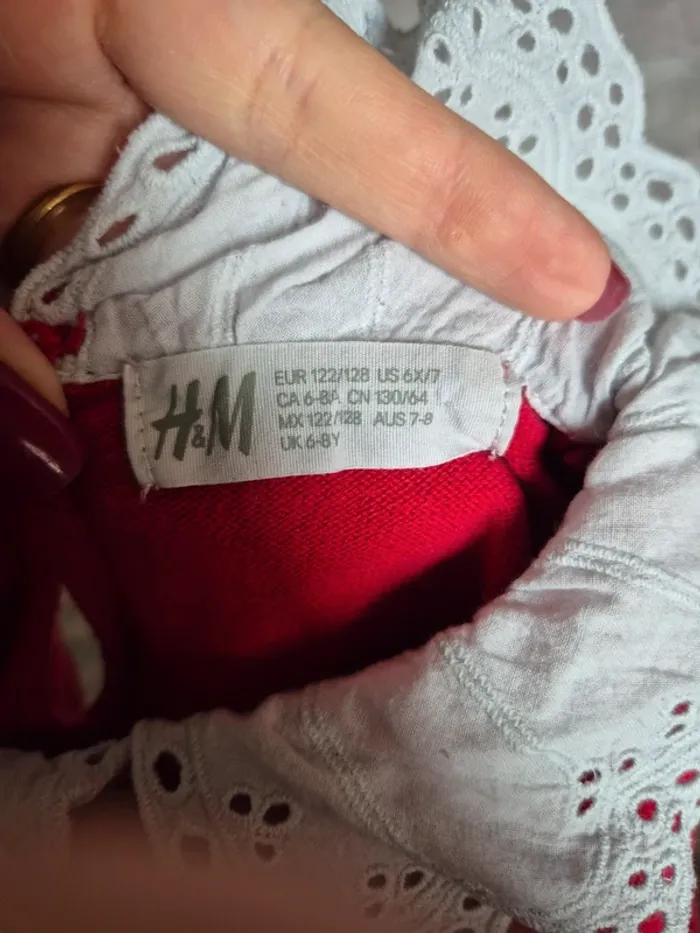 H&M
EUR 122/128 US 6X/7
CA 6-8A CN 130/64
MX 122/128 AUS 7-8
UK 6-8Y